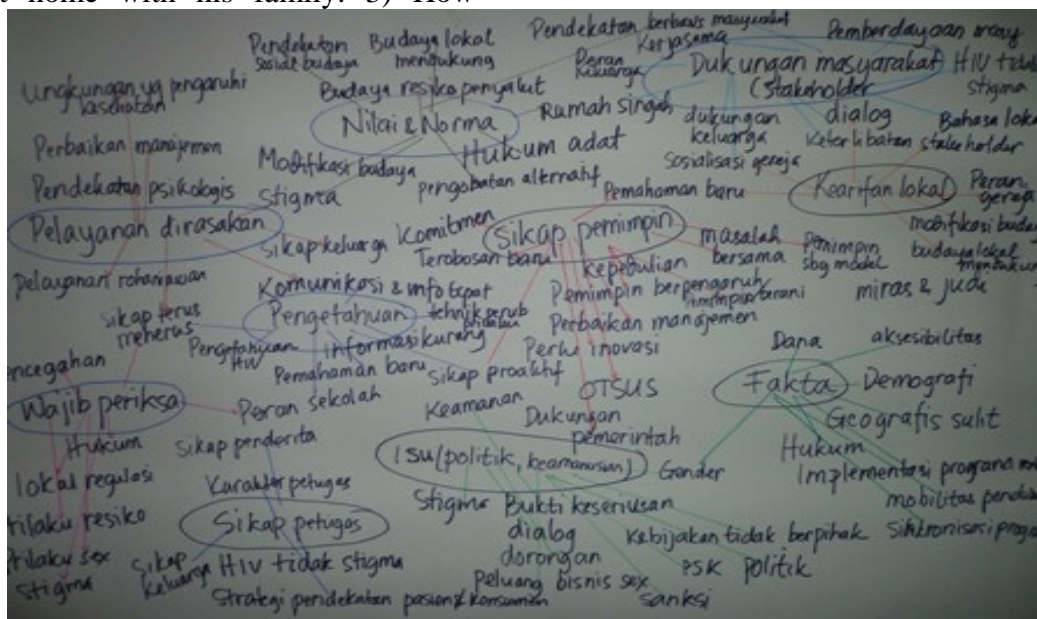 t home with his family. 3) How
Pendekatan sosial budaya
Budaya lokal mengukung
Pendekatan berbasis masyarakat
Kerjasama
Pemberdayaan
Lingkungan yg pengaruhi kesehatan
Budaya resiko penyakit
Peran keluarga
Dukungan masyarakat (stakeholder
HIV tidak stigma
Nilai & Norma
Rumah singgah
dukungan keluarga
dialog
Bahasa loka
Perbaikan manajemen
Modifikasi budaya
Hukum adat
Sosialisasi gereja
Keterlibatan stakeholder
Pendekatan psikologis
Stigma
pengobatan alternatif
Pemahaman baru
Kearifan lokal
Peran gereja
Pelayanan dirasakan
Sikap keluarga
Komitmen
Terobosan baru
Sikap pemimpin
masalah bersama
Pemimpin sbg model
modifikasi buda
budaya lokal
Pelayanan rohaniawan
Komunikasi & info tepat
kepedulian
Pemimpin berpengaruh
miras & judi
sikap terus menerus
Pengetahuan
Perbaikan manajemen
Pengetahuan HIV
informasi kurang
Perlu inovasi
Dana
aksesibilitas
ncegahan
Pemahaman baru
Sikap proaktif
OTSUS
Fakta
Demografi
Wajib periksa
Peran sekolah
Keamanan
Dukungan pemerintah
Geografis sulit
Hukum
Sikap penderita
Isu (politik, keamanan)
Gender
Hukum
Implementasi program
lokal regulasi
Karakter petugas
Stigma
Bukti keseriusan
mobilitas pendu
rilaku resiko
Sikap petugas
dialog
Kebijakan tidak berpihak
Sinkronisasi progra
rilaku sex
Sikap keluarga
HIV tidak stigma
dorongan
PSK
politik
Stigma
Strategi pendekatan pasien & konsumen
Peluang bisnis sex
sanksi